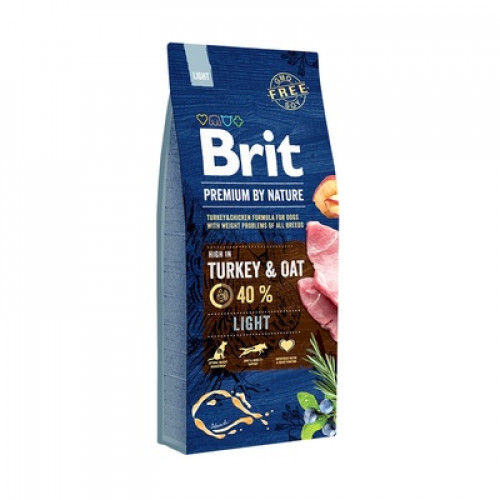 LIGHT
GMO
FREE
SOY
Brit
PREMIUM BY NATURE
TURKEY&CHICKEN FORMULA FOR DOGS
WITH WEIGHT PROBLEMS OF ALL BREEDS
HIGH IN
TURKEY & OAT
40 %
LIGHT